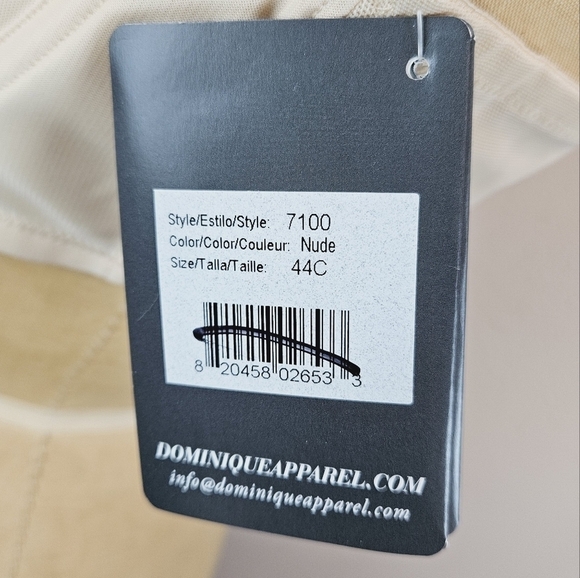 Style/Estilo/Style: 7100
Color/Color/Couleur: Nude
Size/Talla/Taille: 44C
8 20458 02653 3
DOMINIQUEAPPAREL.COM
info@dominiqueapparel.com